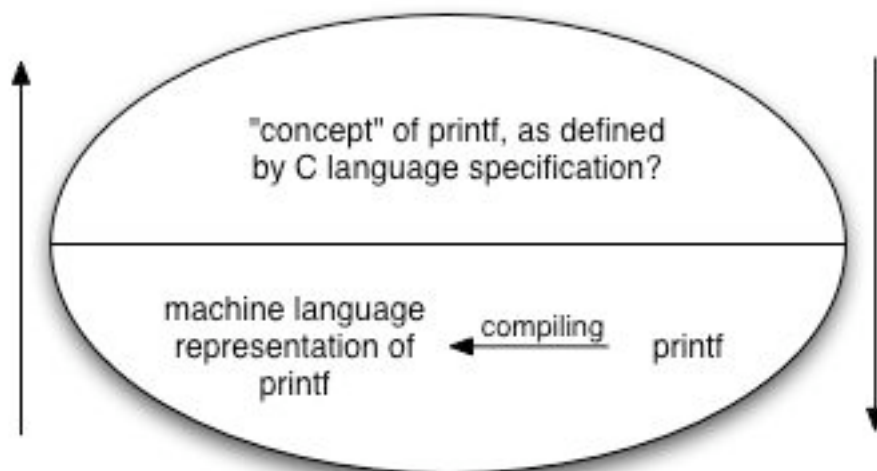 "concept" of printf, as defined
by C language specification?
machine language
representation of
printf
compiling
printf